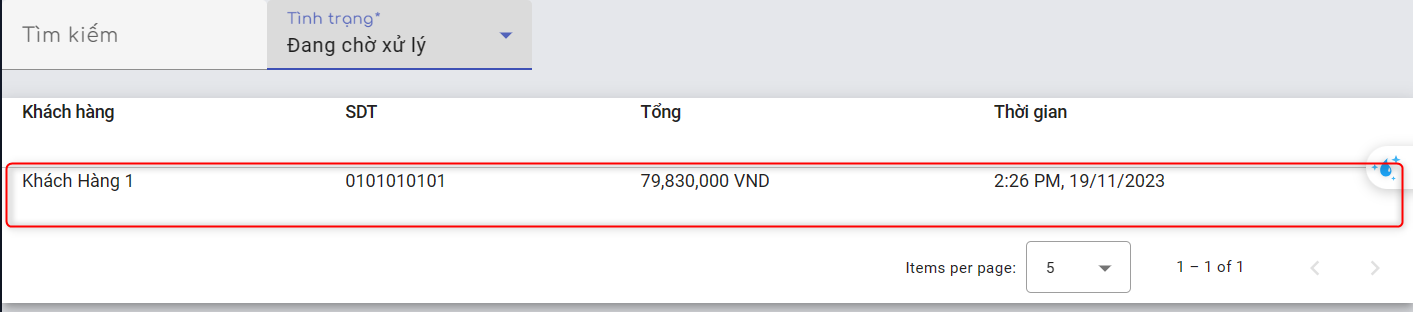 Tìm kiếm
Tình trạng*
Đang chờ xử lý
Khách hàng SDT Tổng Thời gian
Khách Hàng 1 0101010101 79,830,000 VND 2:26 PM, 19/11/2023
Items per page: 5 1 – 1 of 1